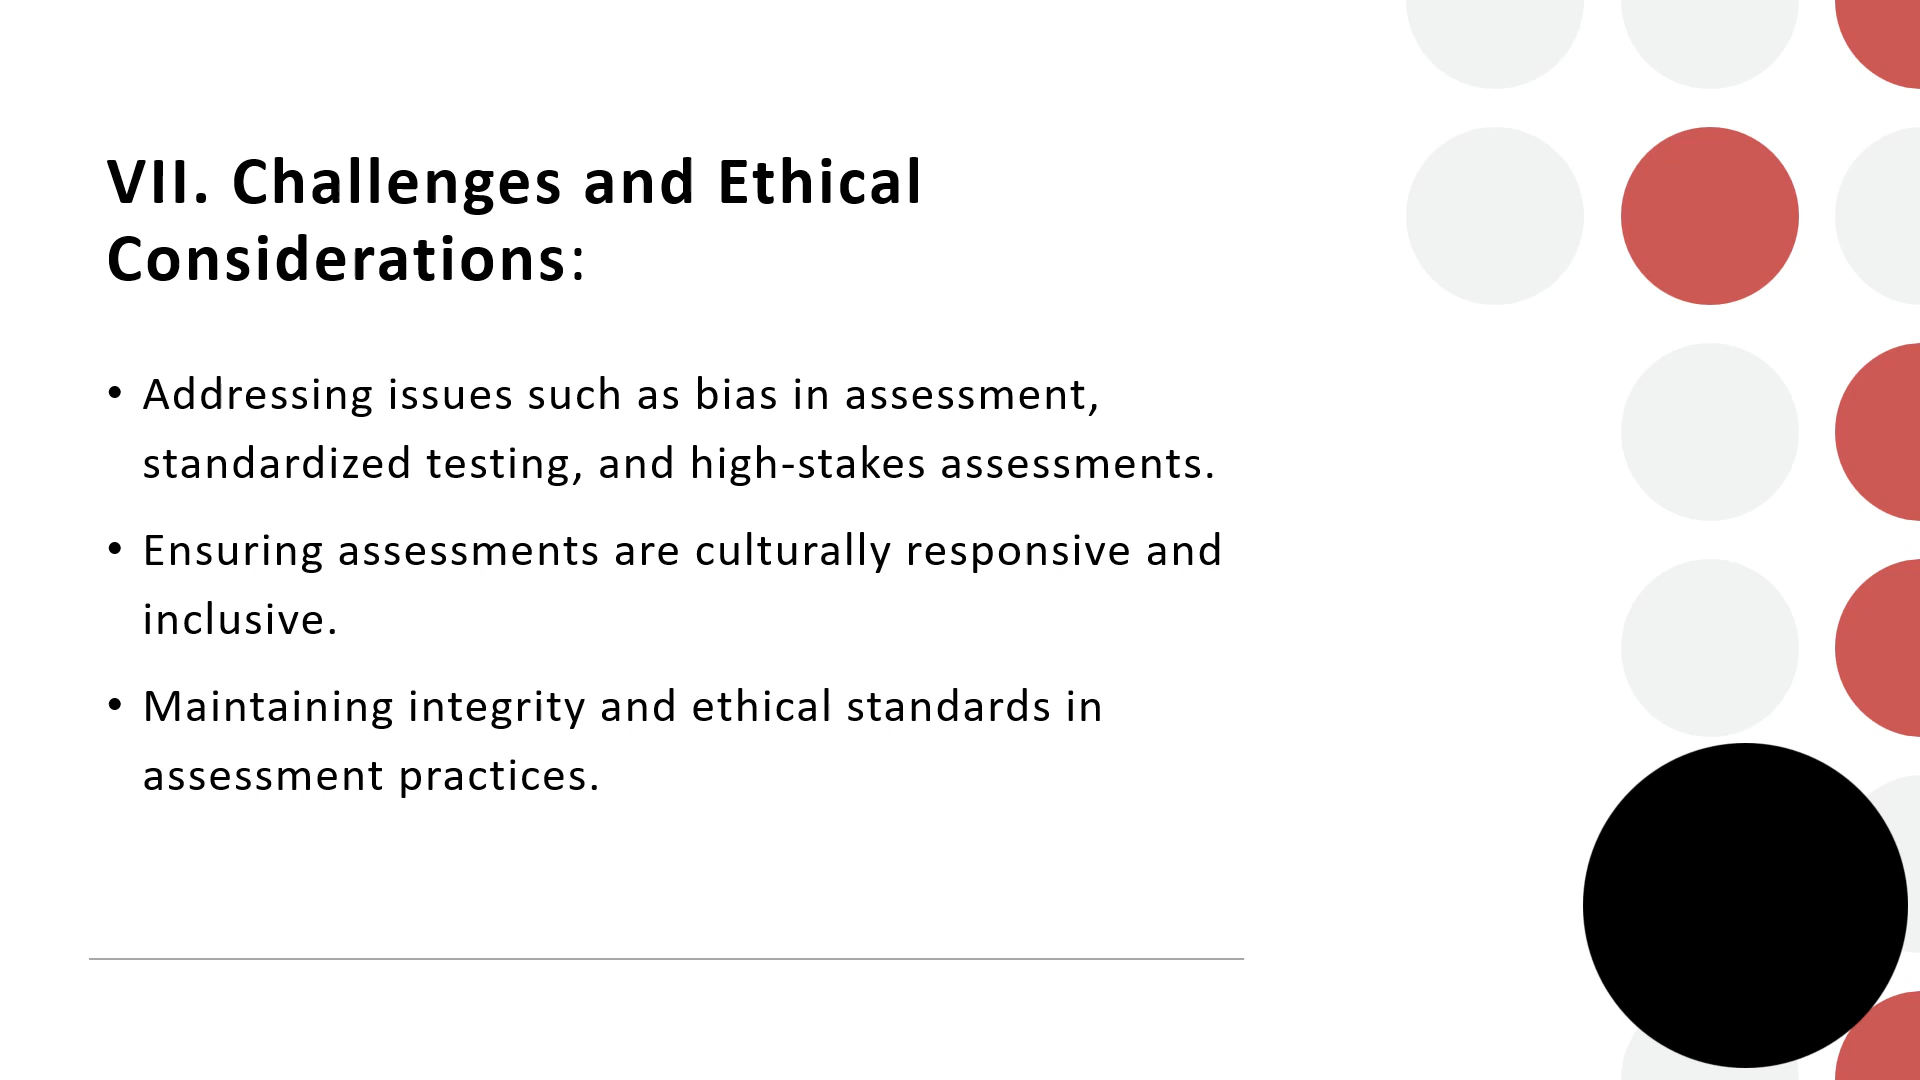 VII. Challenges and Ethical
Considerations:
• Addressing issues such as bias in assessment,
standardized testing, and high-stakes assessments.
• Ensuring assessments are culturally responsive and
inclusive.
• Maintaining integrity and ethical standards in
assessment practices.